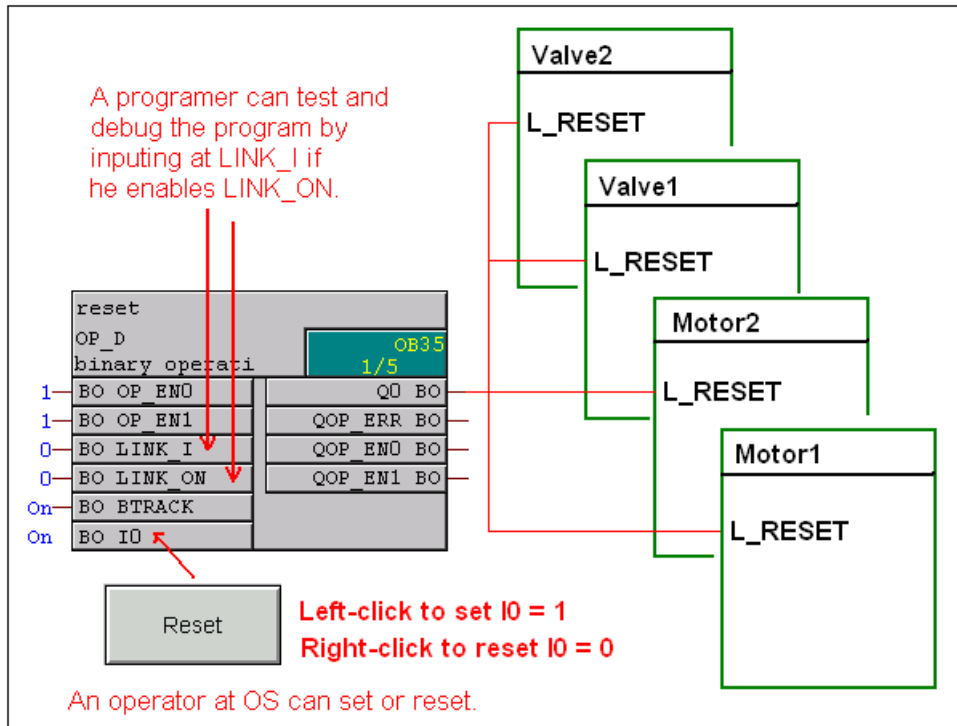 A programer can test and
debug the program by
inputing at LINK_I if
he enables LINK_ON.
Valve2
L_RESET
Valve1
L_RESET
Motor2
L_RESET
Motor1
L_RESET
reset
OP_D
binary operati
OB35
1/5
1 BO OP_EN0 Q0 BO
1 BO OP_EN1 QOP_ERR BO
0 BO LINK_I QOP_EN0 BO
0 BO LINK_ON QOP_EN1 BO
On BO BTRACK
On BO I0
Reset
Left-click to set I0 = 1
Right-click to reset I0 = 0
An operator at OS can set or reset.